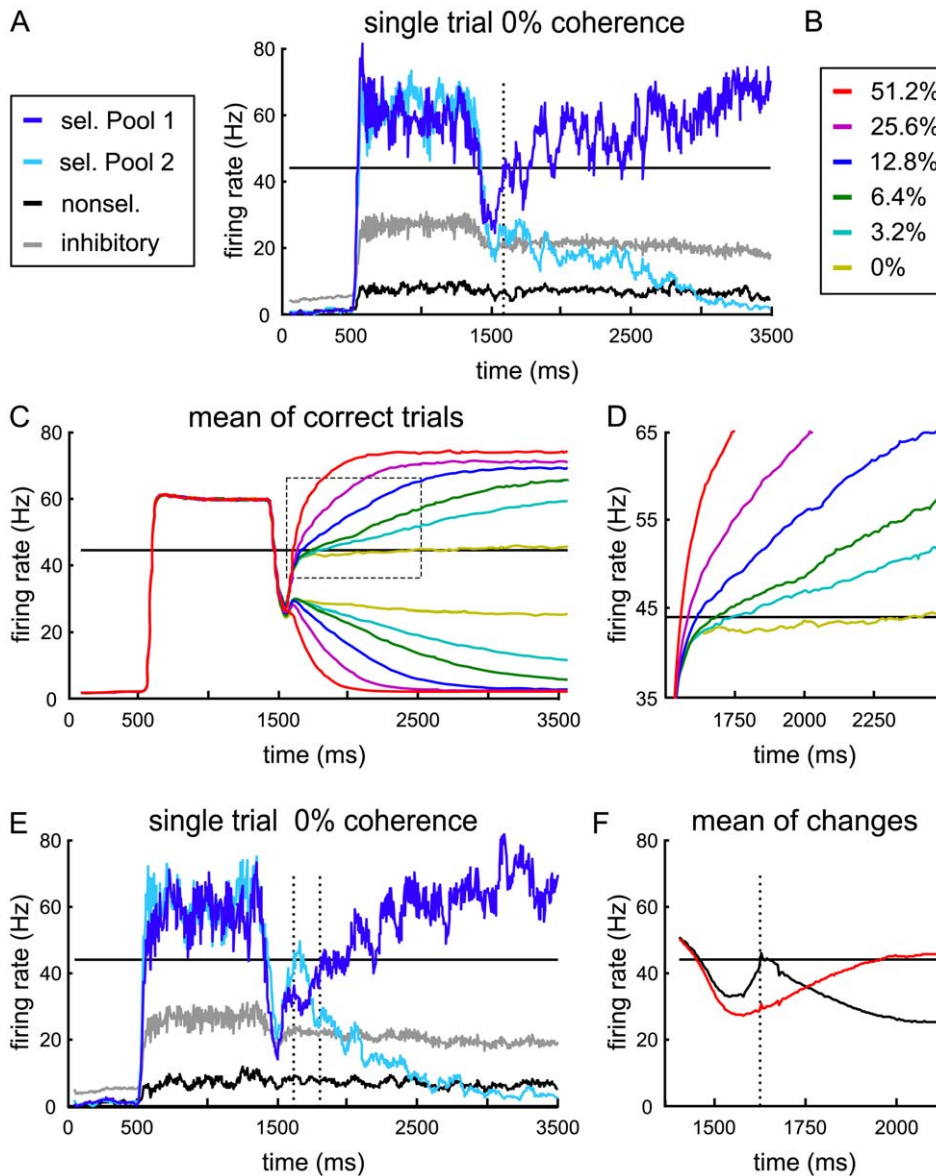 A
single trial 0% coherence
B
sel. Pool 1
sel. Pool 2
nonsel.
inhibitory
firing rate (Hz)
80
60
40
20
0
0 500 1500 2500 3500
time (ms)
51.2%
25.6%
12.8%
6.4%
3.2%
0%
C
mean of correct trials
firing rate (Hz)
80
60
40
20
0
0 500 1500 2500 3500
time (ms)
D
firing rate (Hz)
65
55
45
35
1750 2000 2250
time (ms)
E
single trial 0% coherence
firing rate (Hz)
80
60
40
20
0
0 500 1500 2500 3500
time (ms)
F
mean of changes
firing rate (Hz)
80
60
40
20
0
1500 1750 2000
time (ms)